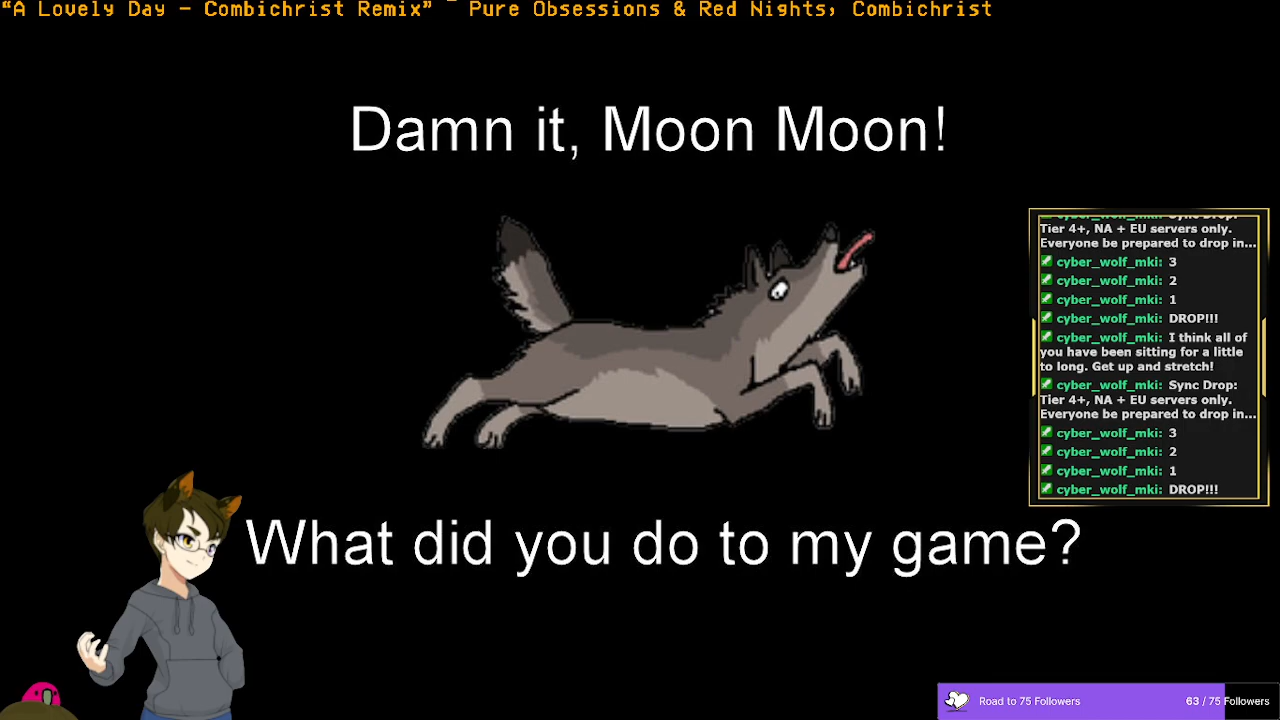 “A Lovely Day - Combichrist Remix” ~ Pure Obsessions & Red Nights, Combichrist
Damn it, Moon Moon!
cyber_wolf_mki: Sync Drop:
Tier 4+, NA + EU servers only.
Everyone be prepared to drop in...
cyber_wolf_mki: 3
cyber_wolf_mki: 2
cyber_wolf_mki: 1
cyber_wolf_mki: DROP!!!
cyber_wolf_mki: I think all of
you have been sitting for a little
to long. Get up and stretch!
cyber_wolf_mki: Sync Drop:
Tier 4+, NA + EU servers only.
Everyone be prepared to drop in...
cyber_wolf_mki: 3
cyber_wolf_mki: 2
cyber_wolf_mki: 1
cyber_wolf_mki: DROP!!!
What did you do to my game?
Road to 75 Followers 63 / 75 Followers